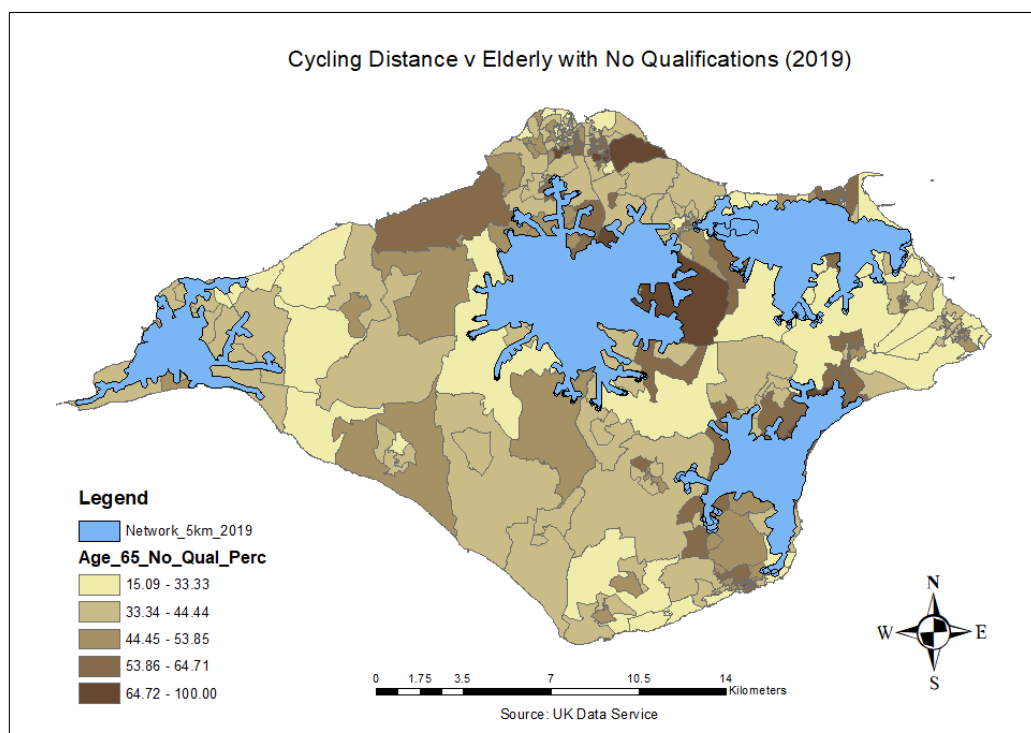 Cycling Distance v Elderly with No Qualifications (2019)
Legend
Network_5km_2019
Age_65_No_Qual_Perc
15.09 - 33.33
33.34 - 44.44
44.45 - 53.85
53.86 - 64.71
64.72 - 100.00
0 1.75 3.5 7 10.5 14
Kilometers
Source: UK Data Service
N
W E
S